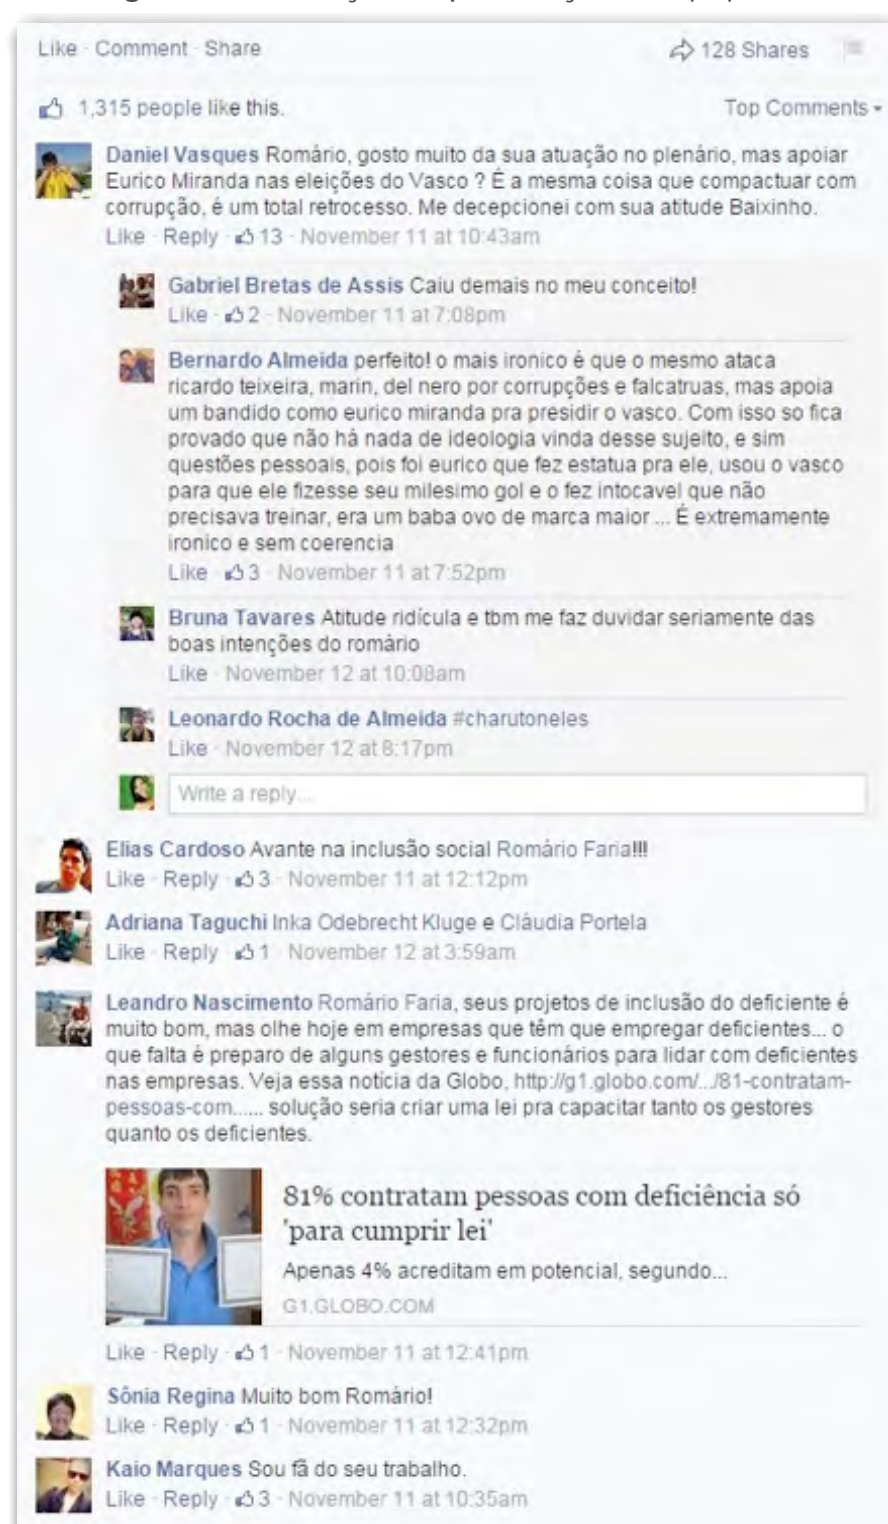 Like · Comment · Share
128 Shares
1,315 people like this.
Top Comments
Daniel Vasques Romário, gosto muito da sua atuação no plenário, mas apoiar
Eurico Miranda nas eleições do Vasco ? É a mesma coisa que compactuar com
corrupção, é um total retrocesso. Me decepcionei com sua atitude Baixinho.
Like · Reply · 13 · November 11 at 10:43am
Gabriel Bretas de Assis Caiu demais no meu conceito!
Like · 2 · November 11 at 7:08pm
Bernardo Almeida perfeito! o mais ironico é que o mesmo ataca
ricardo teixeira, marin, del nero por corrupções e falcatruas, mas apoia
um bandido como eurico miranda pra presidir o vasco. Com isso so fica
provado que não há nada de ideologia vinda desse sujeito, e sim
questões pessoais, pois foi eurico que fez estatua pra ele, usou o vasco
para que ele fizesse seu milesimo gol e o fez intocavel que não
precisava treinar, era um baba ovo de marca maior ... É extremamente
ironico e sem coerencia
Like · 3 · November 11 at 7:52pm
Bruna Tavares Atitude ridícula e tbm me faz duvidar seriamente das
boas intenções do romário
Like · November 12 at 10:08am
Leonardo Rocha de Almeida #charutoneles
Like · November 12 at 8:17pm
Write a reply...
Elias Cardoso Avante na inclusão social Romário Faria!!!
Like · Reply · 3 · November 11 at 12:12pm
Adriana Taguchi Inka Odebrecht Kluge e Cláudia Portela
Like · Reply · 1 · November 12 at 3:59am
Leandro Nascimento Romário Faria, seus projetos de inclusão do deficiente é
muito bom, mas olhe hoje em empresas que têm que empregar deficientes... o
que falta é preparo de alguns gestores e funcionários para lidar com deficientes
nas empresas. Veja essa notícia da Globo, http://g1.globo.com/.../81-contratam-
pessoas-com...... solução seria criar uma lei pra capacitar tanto os gestores
quanto os deficientes.
81% contratam pessoas com deficiência só
'para cumprir lei'
Apenas 4% acreditam em potencial, segundo...
G1.GLOBO.COM
Like · Reply · 1 · November 11 at 12:41pm
Sônia Regina Muito bom Romário!
Like · Reply · 1 · November 11 at 12:32pm
Kaio Marques Sou fã do seu trabalho.
Like · Reply · 3 · November 11 at 10:35am